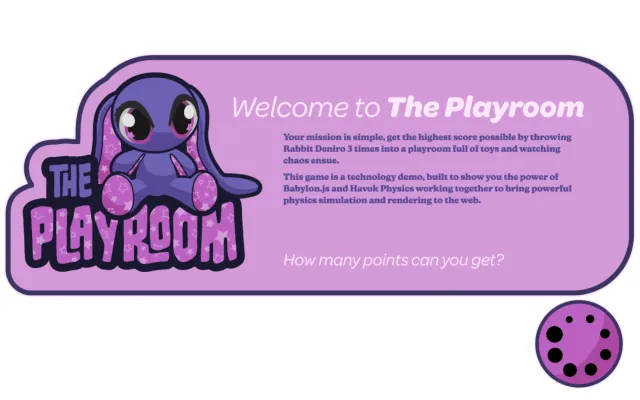 THE
PLAYROOM
Welcome to The Playroom
Your mission is simple, get the highest score possible by throwing
Rabbit Deniro 3 times into a playroom full of toys and watching
chaos ensue.
This game is a technology demo, built to show you the power of
Babylon.js and Havok Physics working together to bring powerful
physics simulation and rendering to the web.
How many points can you get?